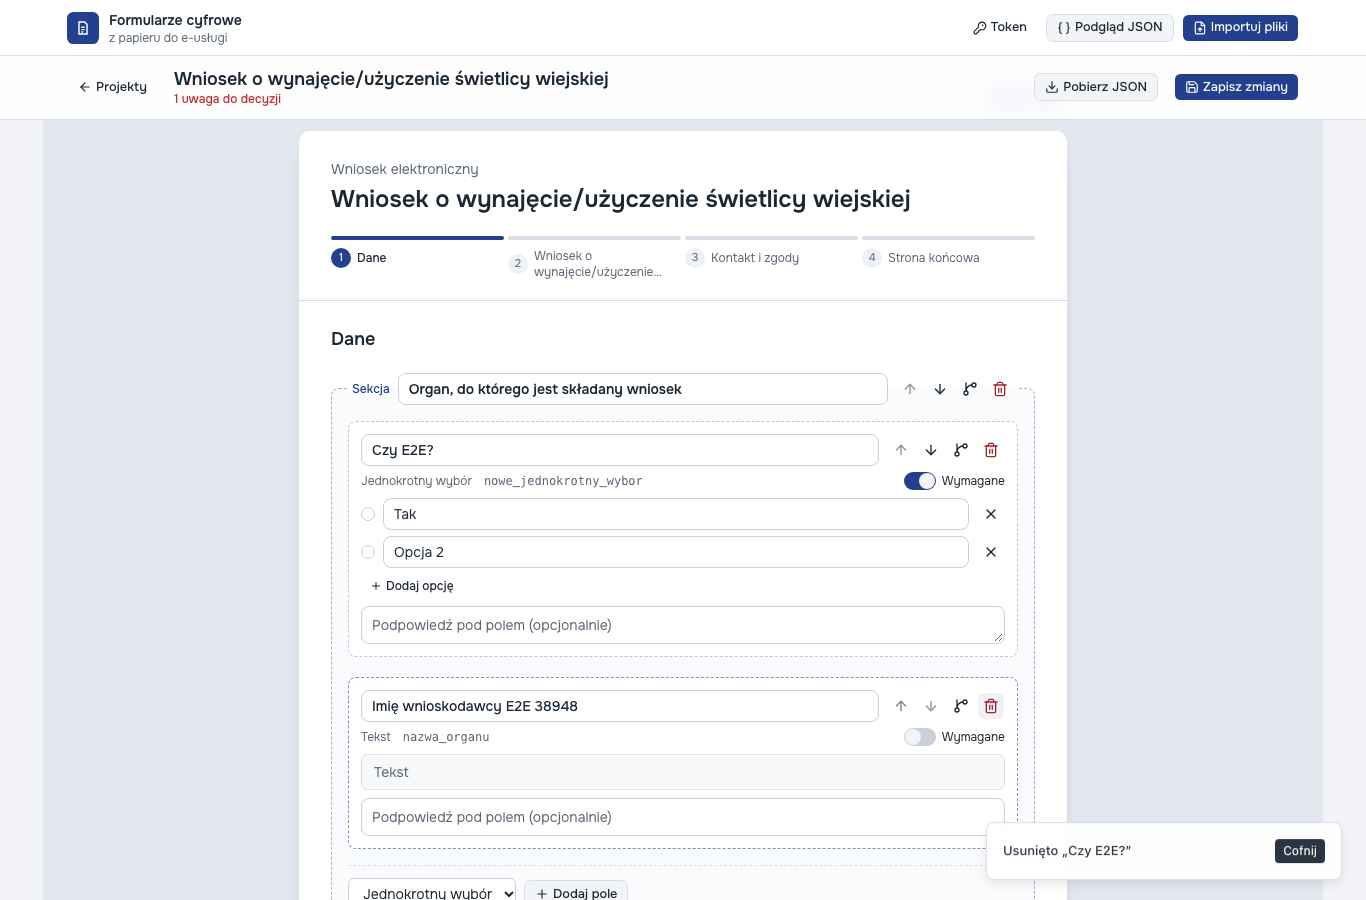 Formularze cyfrowe
z papieru do e-usługi
Token
{ } Podgląd JSON
Importuj pliki
← Projekty
Wniosek o wynajęcie/użyczenie świetlicy wiejskiej
1 uwaga do decyzji
Pobierz JSON
Zapisz zmiany
Wniosek elektroniczny
Wniosek o wynajęcie/użyczenie świetlicy wiejskiej
1 Dane
2 Wniosek o
wynajęcie/użyczenie...
3 Kontakt i zgody
4 Strona końcowa
Dane
Sekcja
Organ, do którego jest składany wniosek
Czy E2E?
Jednokrotny wybór nowe_jednokrotny_wybor
Wymagane
Tak
Opcja 2
+ Dodaj opcję
Podpowiedź pod polem (opcjonalnie)
Imię wnioskodawcy E2E 38948
Tekst nazwa_organu
Wymagane
Tekst
Podpowiedź pod polem (opcjonalnie)
Usunięto „Czy E2E?”
Cofnij
Jednokrotny wybór
+ Dodaj pole